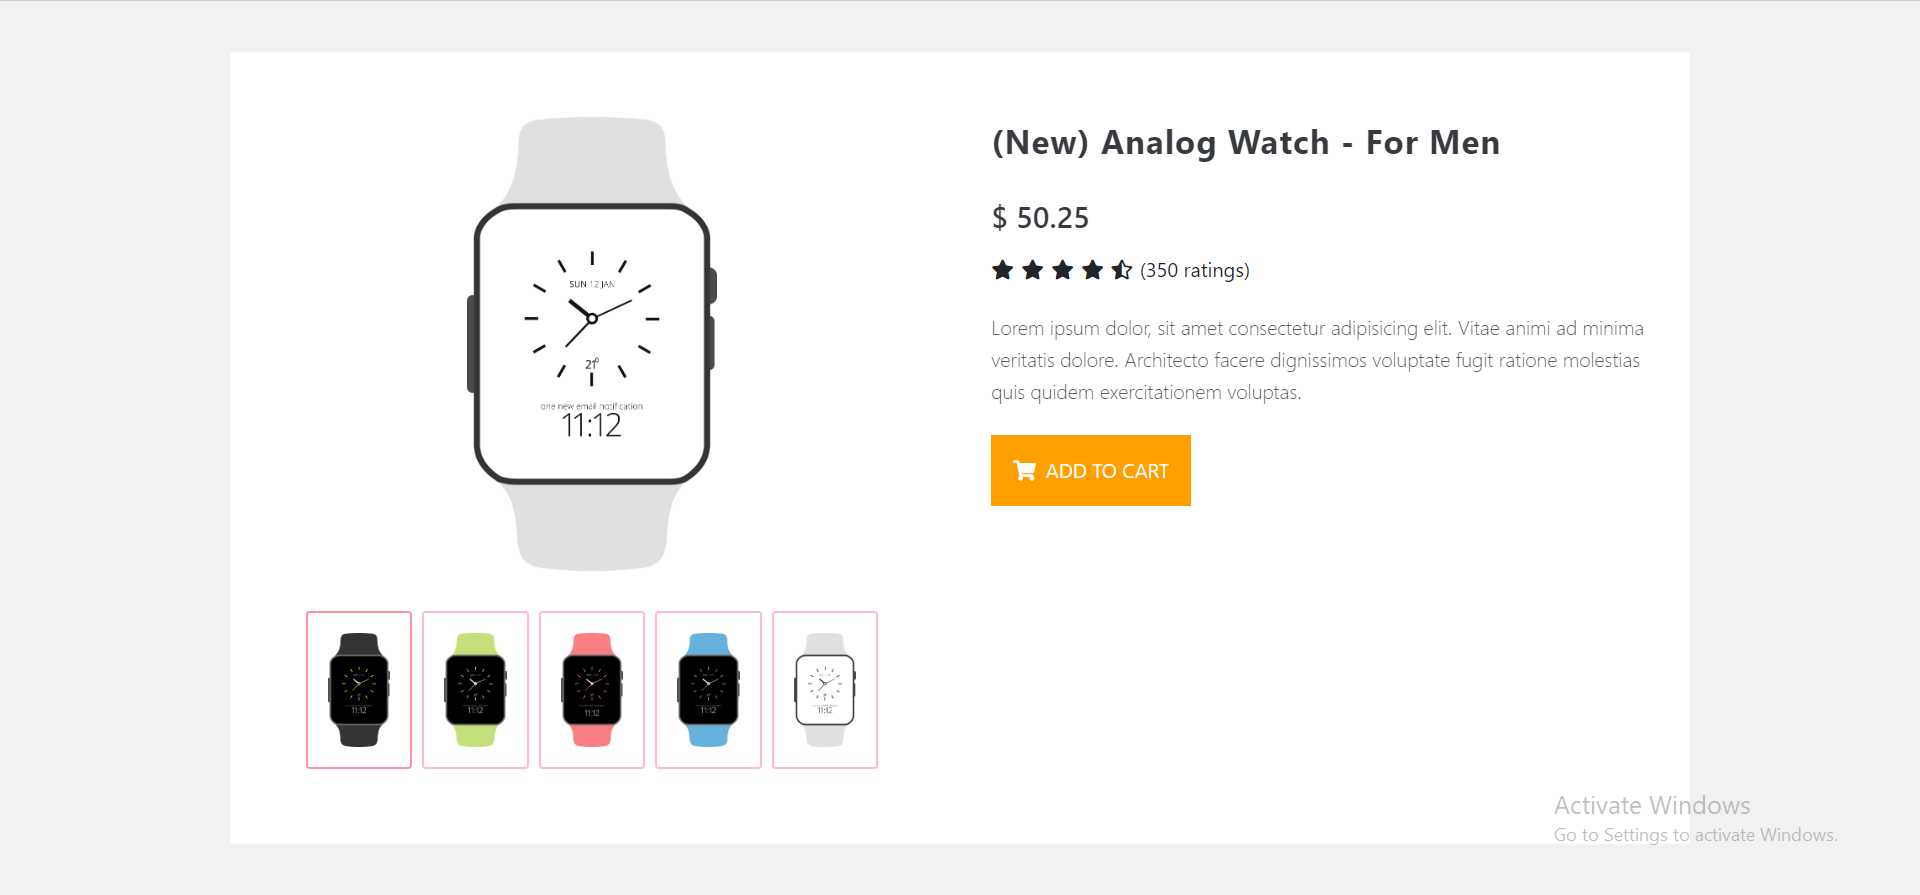 (New) Analog Watch - For Men
$ 50.25
(350 ratings)
Lorem ipsum dolor, sit amet consectetur adipisicing elit. Vitae animi ad minima
veritatis dolore. Architecto facere dignissimos voluptate fugit ratione molestias
quis quidem exercitationem voluptas.
ADD TO CART
SUN 12 JAN
21°
one new email notification
11:12
11:12
11:12
11:12
11:12
11:12
Activate Windows
Go to Settings to activate Windows.